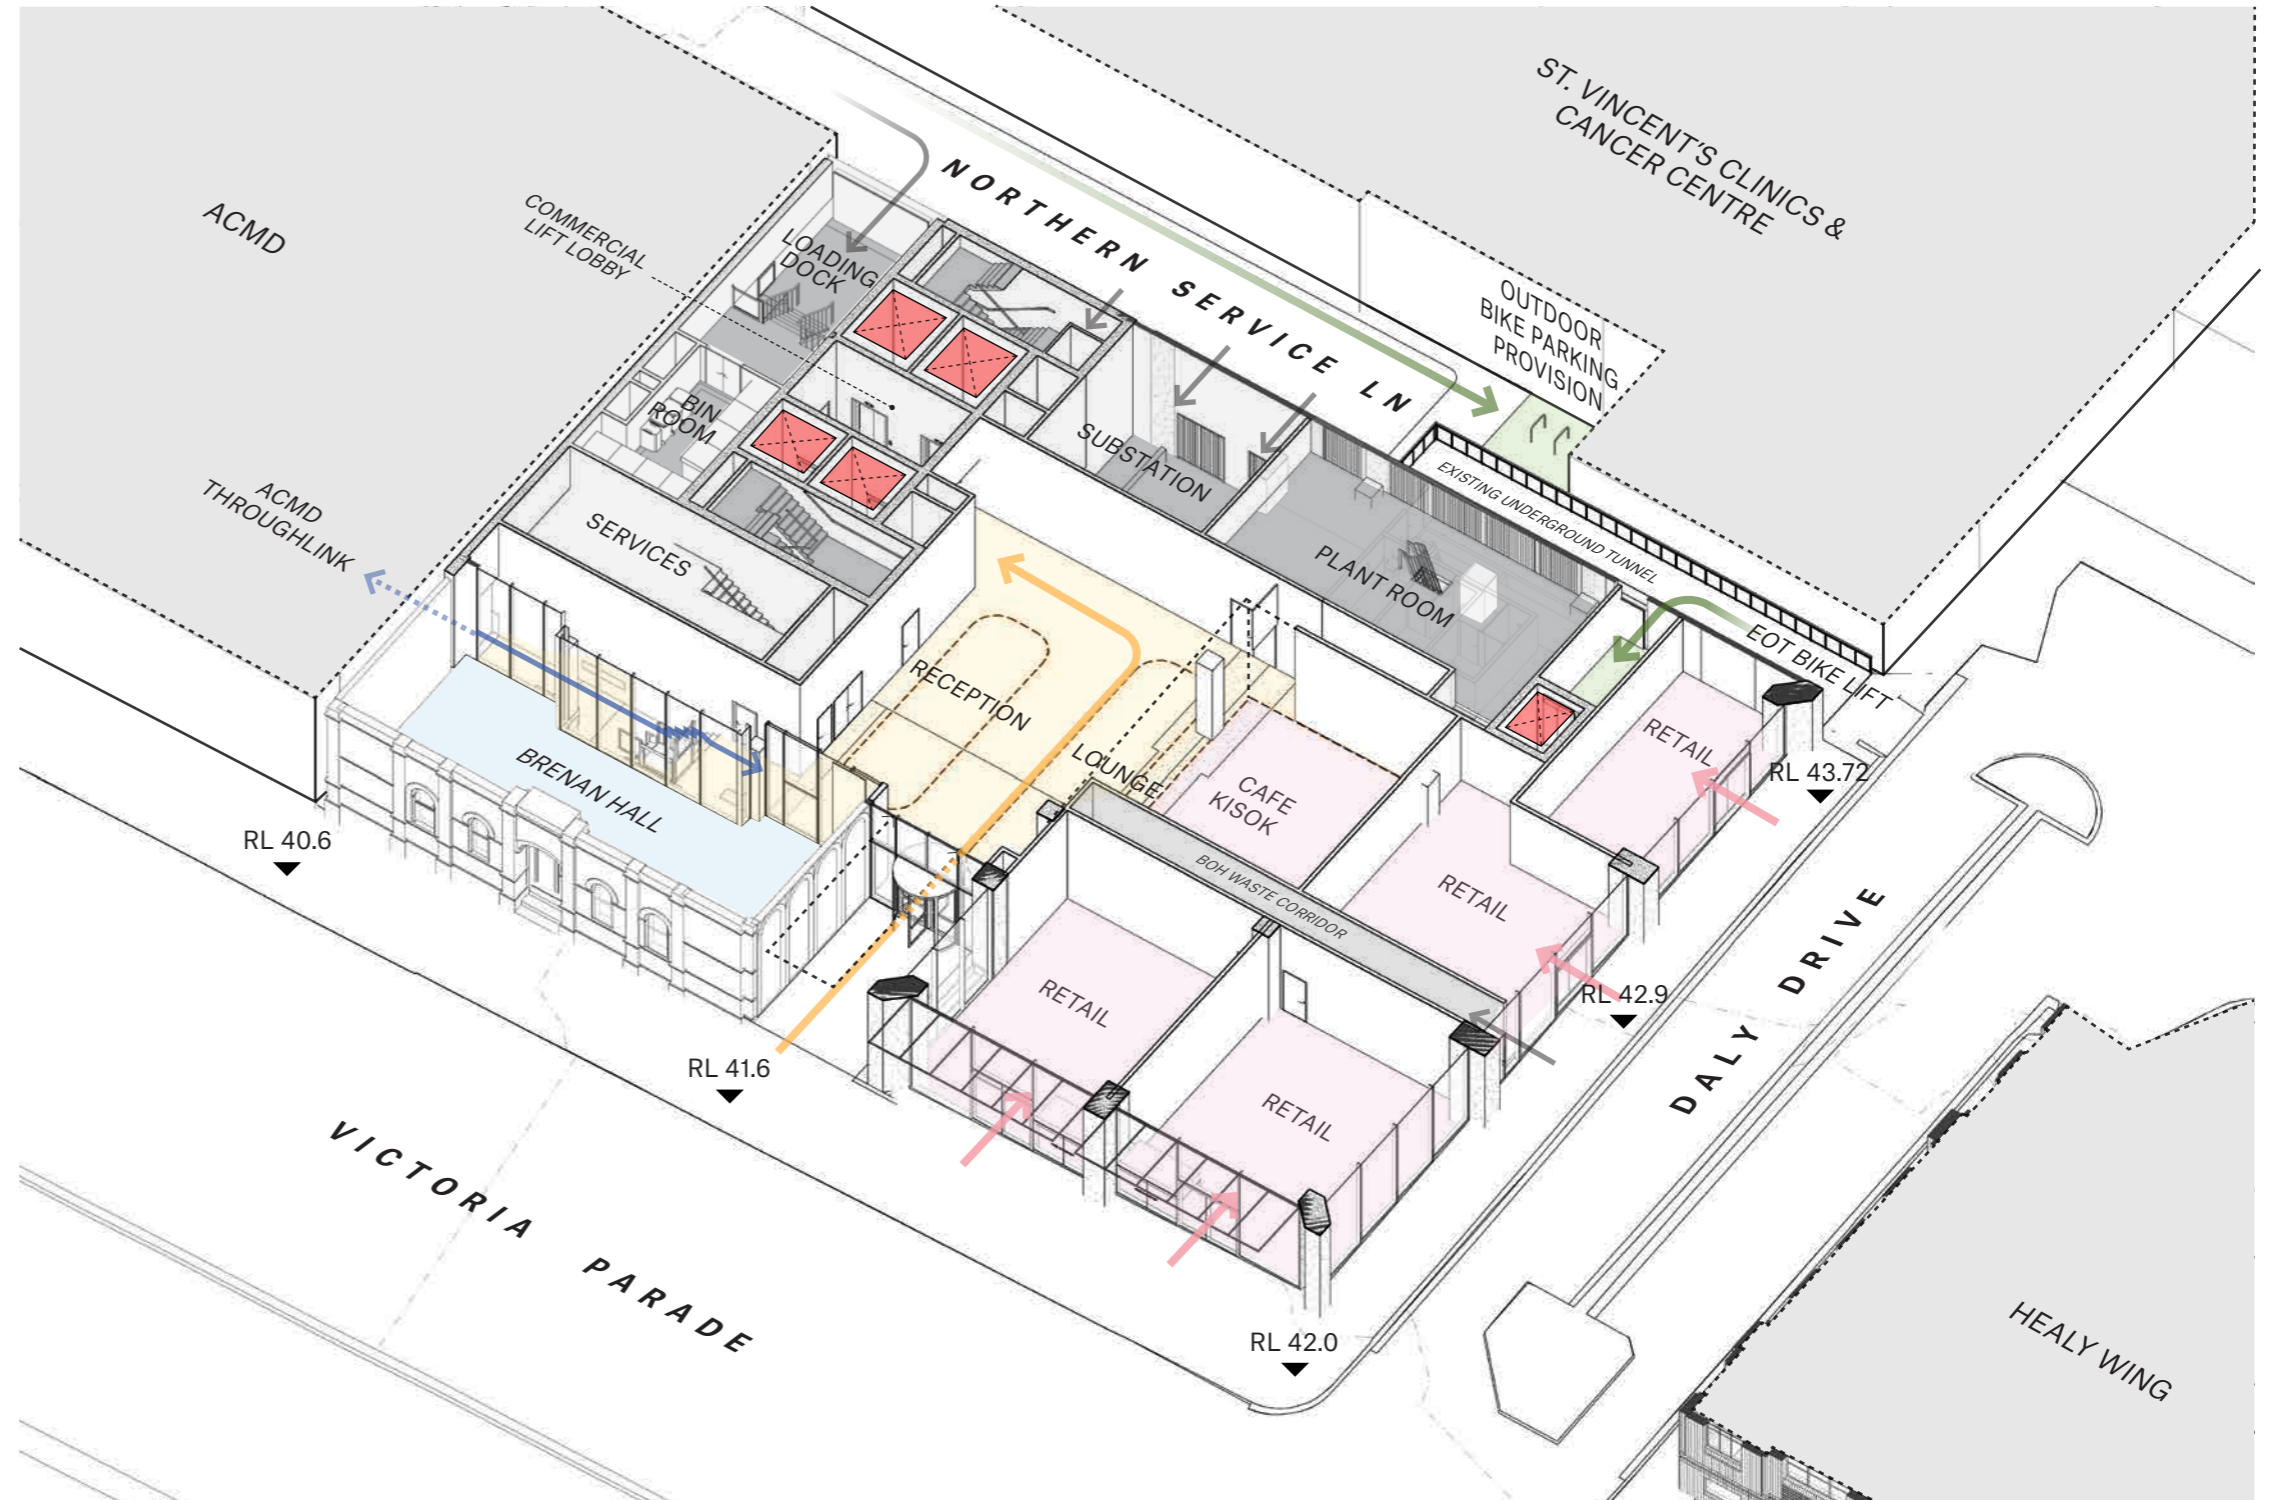 ST. VINCENT'S CLINICS &
CANCER CENTRE
ACMD
COMMERCIAL
LIFT LOBBY
NORTHERN SERVICE LN
LOADING
DOCK
OUTDOOR
BIKE PARKING
PROVISION
BIN
ROOM
SUBSTATION
EXISTING UNDERGROUND TUNNEL
ACMD
THROUGHLINK
SERVICES
PLANT ROOM
EOT BIKE LIFT
RECEPTION
LOUNGE
RETAIL
RL 43.72
BRENAN HALL
CAFE
KISOK
RL 40.6
BOH WASTE CORRIDOR
RETAIL
RL 42.9
DALY DRIVE
RETAIL
RL 41.6
RETAIL
VICTORIA PARADE
RL 42.0
HEALY WING